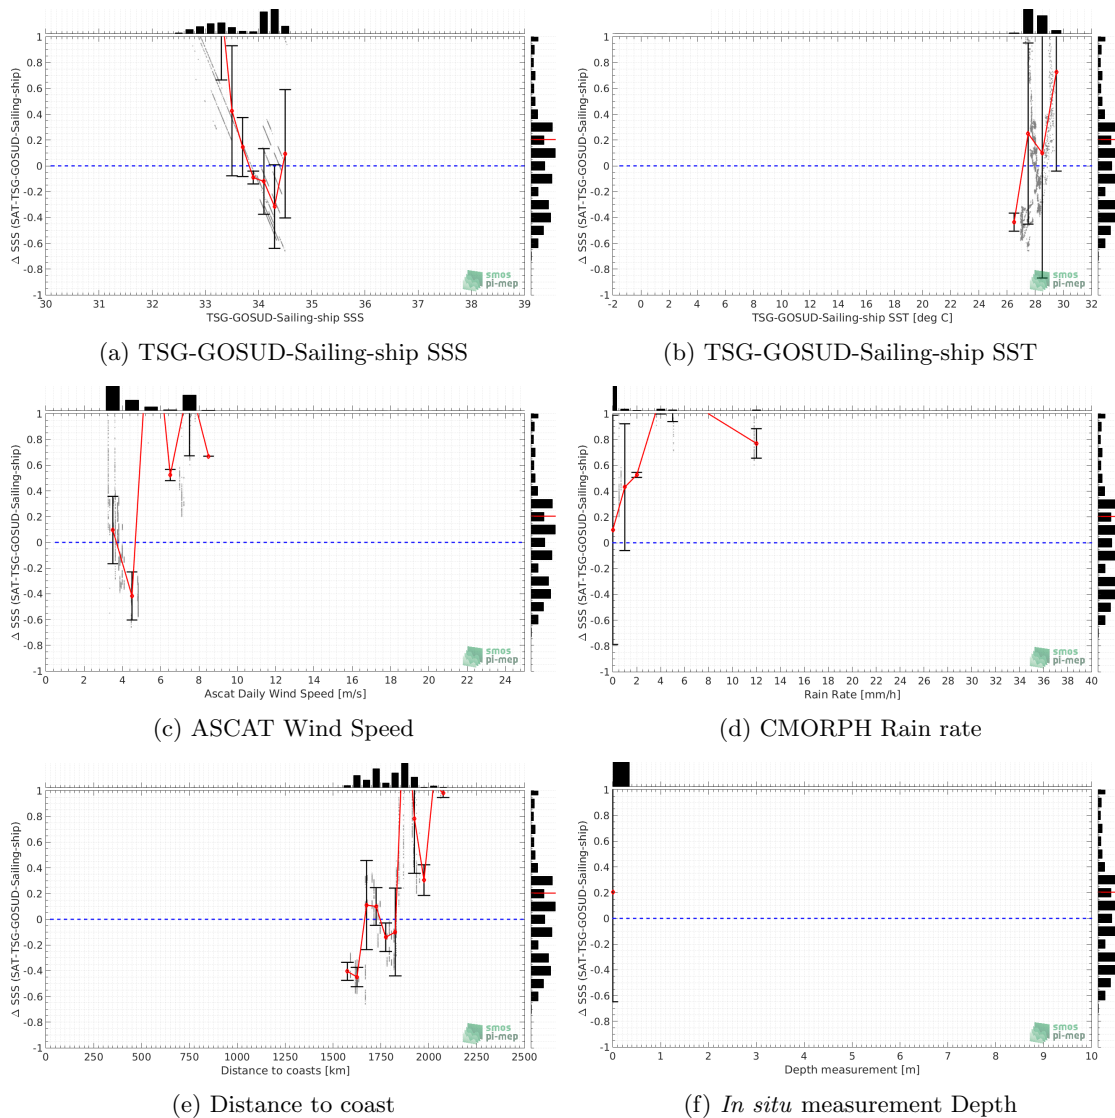 1
0.8
0.6
0.4
0.2
0
-0.2
-0.4
-0.6
-0.8
-1
Δ SSS (SAT-TSG-GOSUD-Sailing-ship)
30 31 32 33 34 35 36 37 38 39
TSG-GOSUD-Sailing-ship SSS
smos
pi-mep
(a) TSG-GOSUD-Sailing-ship SSS
1
0.8
0.6
0.4
0.2
0
-0.2
-0.4
-0.6
-0.8
-1
Δ SSS (SAT-TSG-GOSUD-Sailing-ship)
-2 0 2 4 6 8 10 12 14 16 18 20 22 24 26 28 30 32
TSG-GOSUD-Sailing-ship SST [deg C]
smos
pi-mep
(b) TSG-GOSUD-Sailing-ship SST
1
0.8
0.6
0.4
0.2
0
-0.2
-0.4
-0.6
-0.8
-1
Δ SSS (SAT-TSG-GOSUD-Sailing-ship)
0 2 4 6 8 10 12 14 16 18 20 22 24
Ascat Daily Wind Speed [m/s]
smos
pi-mep
(c) ASCAT Wind Speed
1
0.8
0.6
0.4
0.2
0
-0.2
-0.4
-0.6
-0.8
-1
Δ SSS (SAT-TSG-GOSUD-Sailing-ship)
0 2 4 6 8 10 12 14 16 18 20 22 24 26 28 30 32 34 36 38 40
Rain Rate [mm/h]
smos
pi-mep
(d) CMORPH Rain rate
1
0.8
0.6
0.4
0.2
0
-0.2
-0.4
-0.6
-0.8
-1
Δ SSS (SAT-TSG-GOSUD-Sailing-ship)
0 250 500 750 1000 1250 1500 1750 2000 2250 2500
Distance to coasts [km]
smos
pi-mep
(e) Distance to coast
1
0.8
0.6
0.4
0.2
0
-0.2
-0.4
-0.6
-0.8
-1
Δ SSS (SAT-TSG-GOSUD-Sailing-ship)
0 1 2 3 4 5 6 7 8 9 10
Depth measurement [m]
smos
pi-mep
(f) In situ measurement Depth